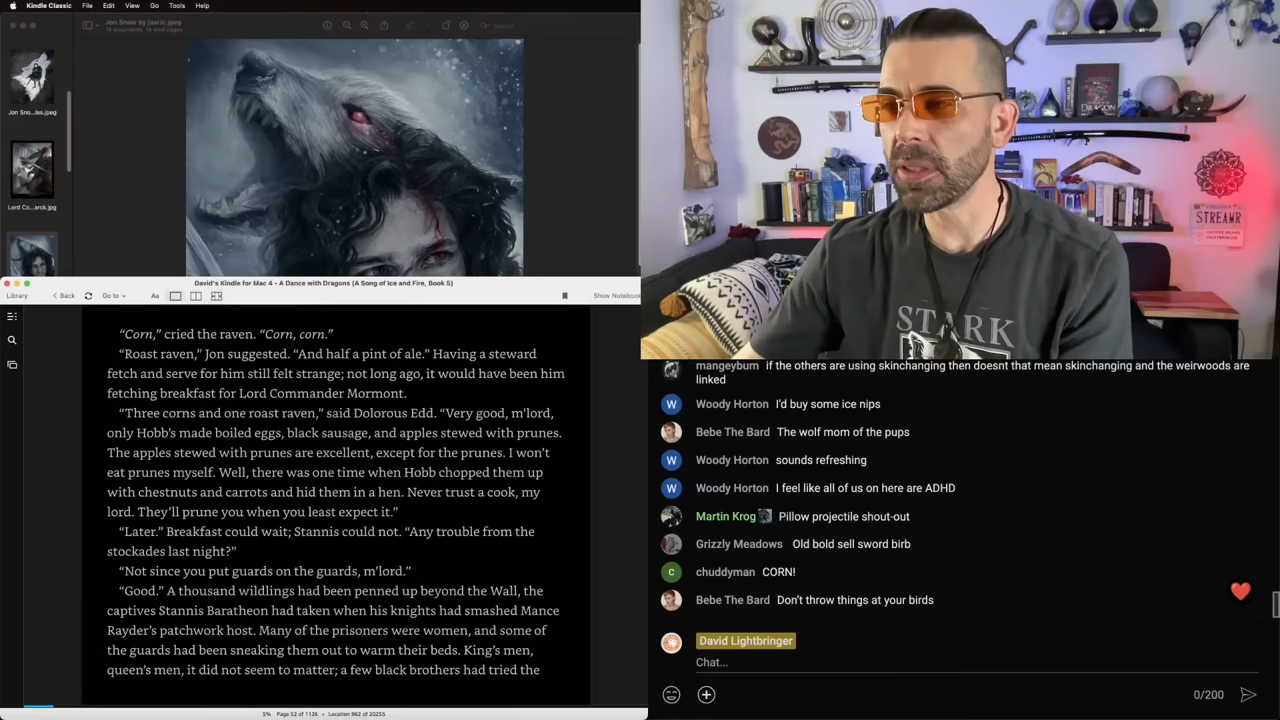 Kindle Classic File Edit View Go Tools Help
Jon Snow by jasric.jpeg
18 documents, 18 total pages
Search
Jon Sno...les.jpeg
Lord Co...arck.jpg
David's Kindle for Mac 4 - A Dance with Dragons (A Song of Ice and Fire, Book 5)
Library Back Go to Aa Show Notebook
“Corn,” cried the raven. “Corn, corn.”
“Roast raven,” Jon suggested. “And half a pint of ale.” Having a steward
fetch and serve for him still felt strange; not long ago, it would have been him
fetching breakfast for Lord Commander Mormont.
“Three corns and one roast raven,” said Dolorous Edd. “Very good, m’lord,
only Hobb’s made boiled eggs, black sausage, and apples stewed with prunes.
The apples stewed with prunes are excellent, except for the prunes. I won’t
eat prunes myself. Well, there was one time when Hobb chopped them up
with chestnuts and carrots and hid them in a hen. Never trust a cook, my
lord. They’ll prune you when you least expect it.”
“Later.” Breakfast could wait; Stannis could not. “Any trouble from the
stockades last night?”
“Not since you put guards on the guards, m’lord.”
“Good.” A thousand wildlings had been penned up beyond the Wall, the
captives Stannis Baratheon had taken when his knights had smashed Mance
Rayder’s patchwork host. Many of the prisoners were women, and some of
the guards had been sneaking them out to warm their beds. King’s men,
queen’s men, it did not seem to matter; a few black brothers had tried the
5% Page 52 of 1126 • Location 962 of 20255
DRAGON
VIRGINIA
STREAMR
STARK
mangeybum if the others are using skinchanging then doesnt that mean skinchanging and the weirwoods are
linked
W Woody Horton I'd buy some ice nips
Bebe The Bard The wolf mom of the pups
W Woody Horton sounds refreshing
W Woody Horton I feel like all of us on here are ADHD
Martin Krog Pillow projectile shout-out
Grizzly Meadows Old bold sell sword birb
C chuddyman CORN!
Bebe The Bard Don’t throw things at your birds
David Lightbringer
Chat...
0/200